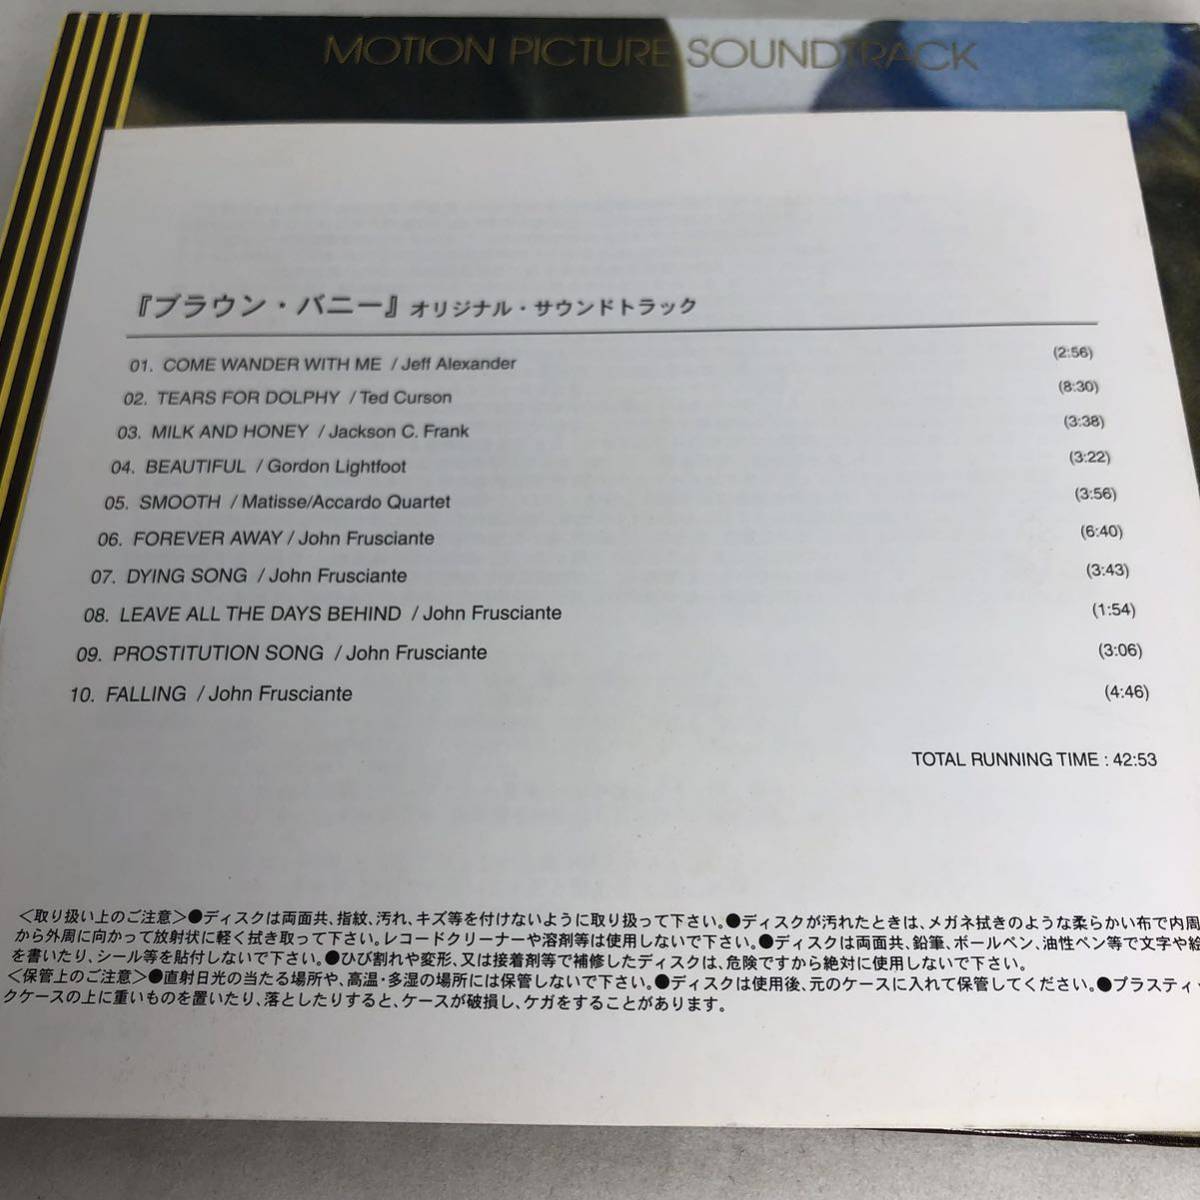 MOTION PICTURE SOUNDTRACK
『ブラウン・バニー』オリジナル・サウンドトラック
01. COME WANDER WITH ME / Jeff Alexander (2:56)
02. TEARS FOR DOLPHY / Ted Curson (8:30)
03. MILK AND HONEY / Jackson C. Frank (3:38)
04. BEAUTIFUL / Gordon Lightfoot (3:22)
05. SMOOTH / Matisse/Accardo Quartet (3:56)
06. FOREVER AWAY / John Frusciante (6:40)
07. DYING SONG / John Frusciante (3:43)
08. LEAVE ALL THE DAYS BEHIND / John Frusciante (1:54)
09. PROSTITUTION SONG / John Frusciante (3:06)
10. FALLING / John Frusciante (4:46)
TOTAL RUNNING TIME : 42:53
<取り扱い上のご注意>●ディスクは両面共、指紋、汚れ、キズ等を付けないように取り扱って下さい。●ディスクが汚れたときは、メガネ拭きのような柔らかい布で内周
から外周に向かって放射状に軽く拭き取って下さい。レコードクリーナーや溶剤等は使用しないで下さい。●ディスクは両面共、鉛筆、ボールペン、油性ペン等で文字や絵
を書いたり、シール等を貼付しないで下さい。●ひび割れや変形、又は接着剤等で補修したディスクは、危険ですから絶対に使用しないで下さい。
<保管上のご注意>●直射日光の当たる場所や、高温・多湿の場所には保管しないで下さい。●ディスクは使用後、元のケースに入れて保管してください。●プラスティッ
クケースの上に重いものを置いたり、落としたりすると、ケースが破損し、ケガをすることがあります。